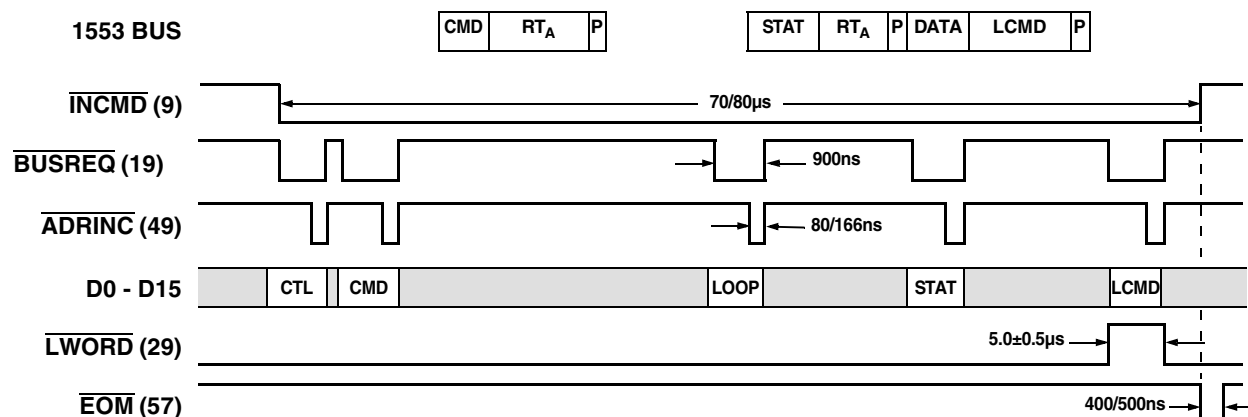 1553 BUS CMD RTA P STAT RTA P DATA LCMD P
INCMD (9) 70/80µs
BUSREQ (19) 900ns
ADRINC (49) 80/166ns
D0 - D15 CTL CMD LOOP STAT LCMD
LWORD (29) 5.0±0.5µs
EOM (57) 400/500ns